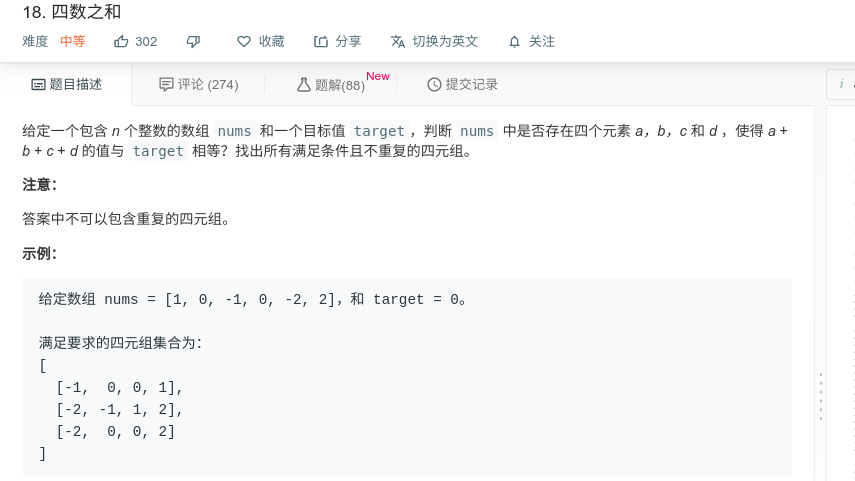 18. 四数之和
难度 中等 302 收藏 分享 切换为英文 关注
题目描述 评论 (274) 题解(88) New 提交记录 i
给定一个包含 n 个整数的数组 nums 和一个目标值 target，判断 nums 中是否存在四个元素 a，b，c 和 d ，使得 a +
b + c + d 的值与 target 相等？找出所有满足条件且不重复的四元组。
注意：
答案中不可以包含重复的四元组。
示例：
给定数组 nums = [1, 0, -1, 0, -2, 2]，和 target = 0。
满足要求的四元组集合为：
[
[-1, 0, 0, 1],
[-2, -1, 1, 2],
[-2, 0, 0, 2]
]